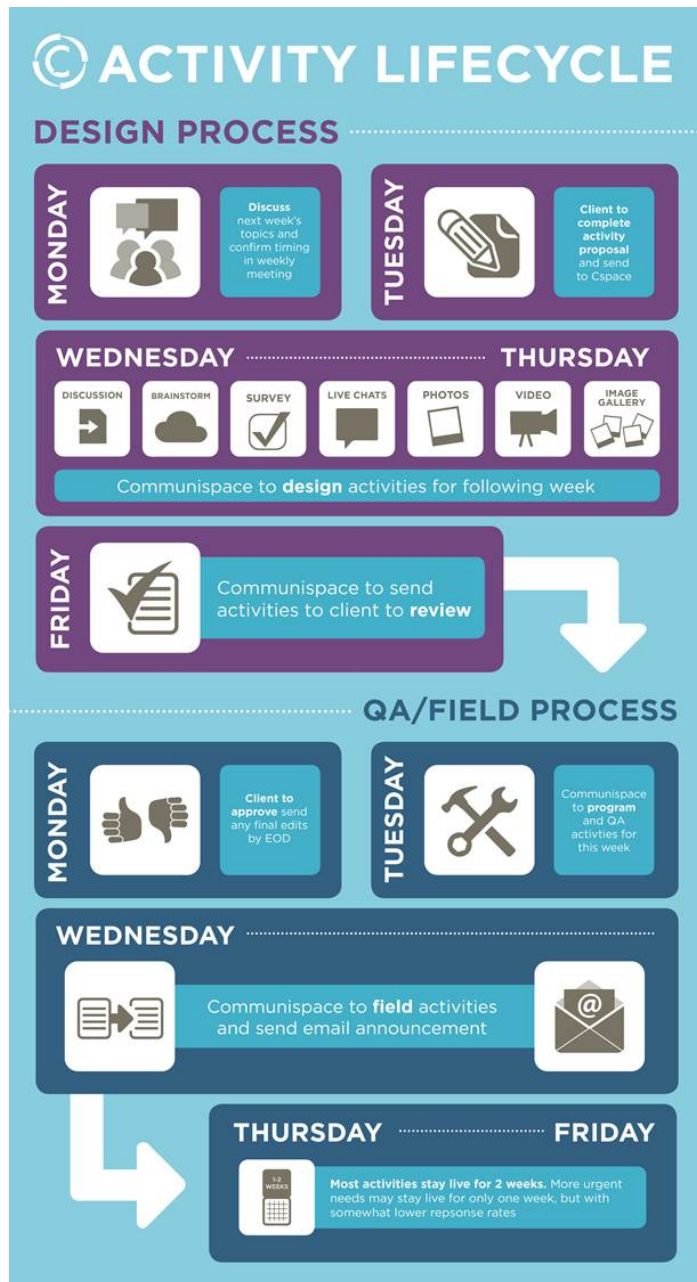 © ACTIVITY LIFECYCLE
DESIGN PROCESS
MONDAY
Discuss
next week's
topics and
confirm timing
in weekly
meeting
TUESDAY
Client to
complete
activity
proposal
and send
to Cspace
WEDNESDAY
THURSDAY
DISCUSSION
BRAINSTORM
SURVEY
LIVE CHATS
PHOTOS
VIDEO
IMAGE
GALLERY
Communispace to design activities for following week
FRIDAY
Communispace to send
activities to client to review
QA/FIELD PROCESS
MONDAY
Client to
approve send
any final edits
by EOD
TUESDAY
Communispace
to program
and QA
activties for
this week
WEDNESDAY
Communispace to field activities
and send email announcement
@
THURSDAY
FRIDAY
1-2
WEEKS
Most activities stay live for 2 weeks. More urgent
needs may stay live for only one week, but with
somewhat lower repsonse rates